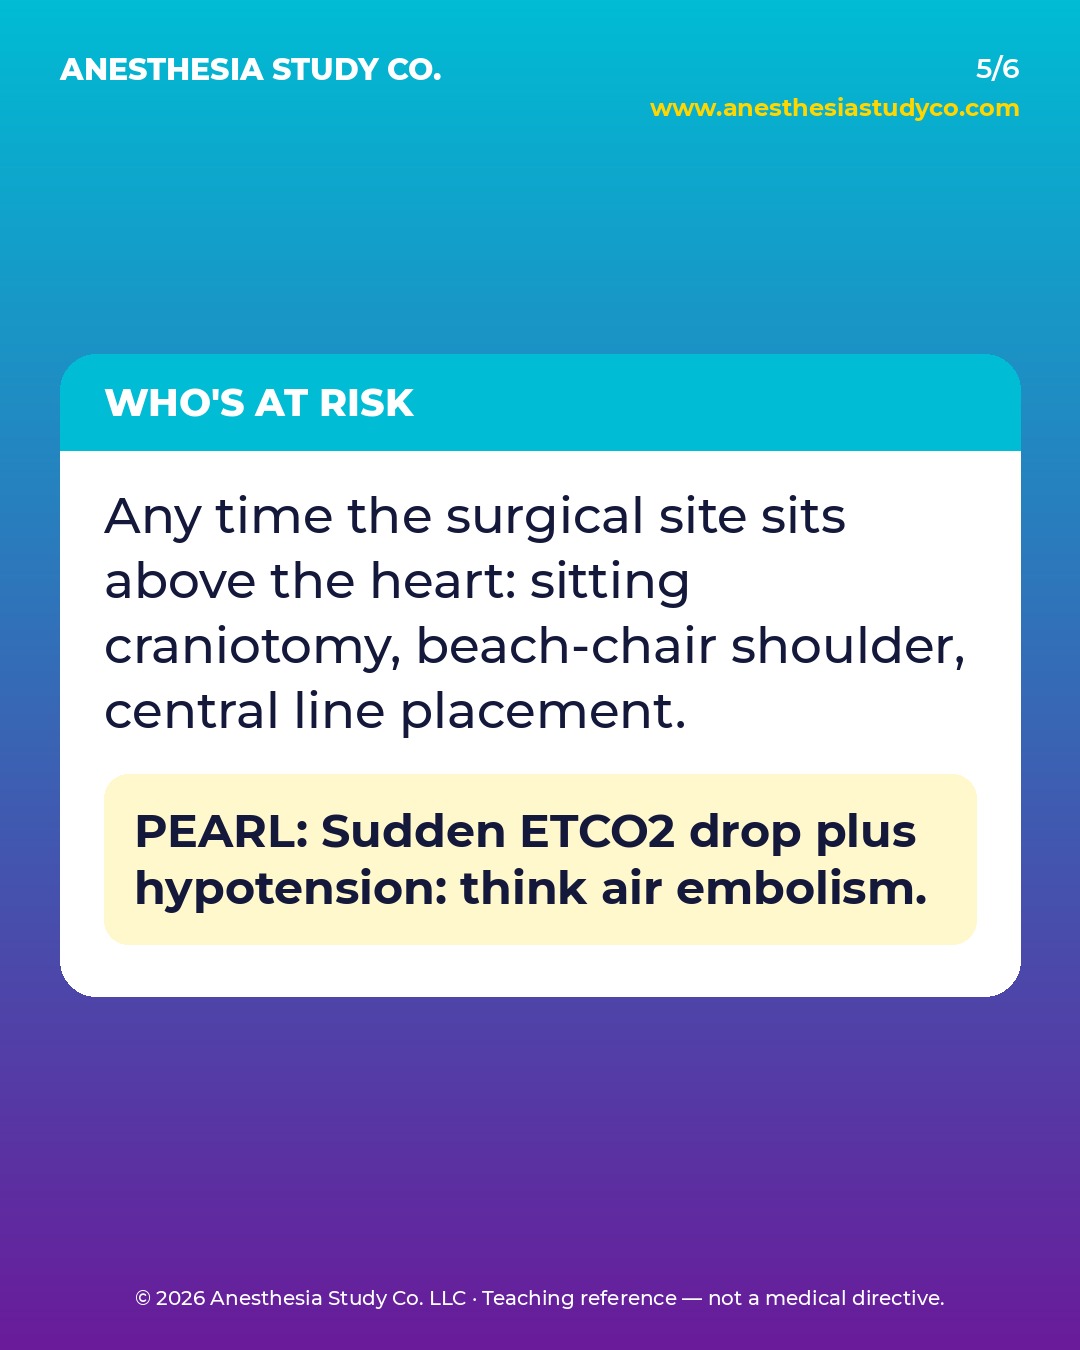 ANESTHESIA STUDY CO.
5/6
www.anesthesiastudyco.com
WHO'S AT RISK
Any time the surgical site sits
above the heart: sitting
craniotomy, beach-chair shoulder,
central line placement.
PEARL: Sudden ETCO2 drop plus
hypotension: think air embolism.
© 2026 Anesthesia Study Co. LLC · Teaching reference — not a medical directive.